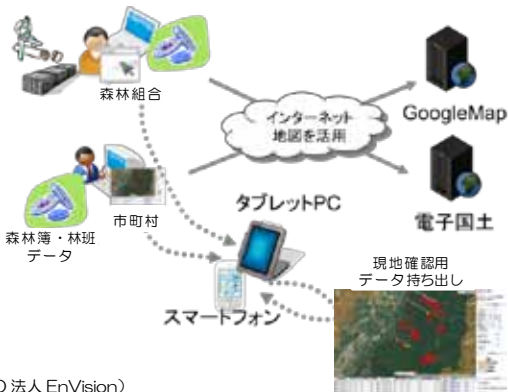 森林組合
インターネット
地図を活用
GoogleMap
市町村
森林簿・林班
データ
タブレットPC
電子国土
スマートフォン
現地確認用
データ持ち出し
法人 EnVision）